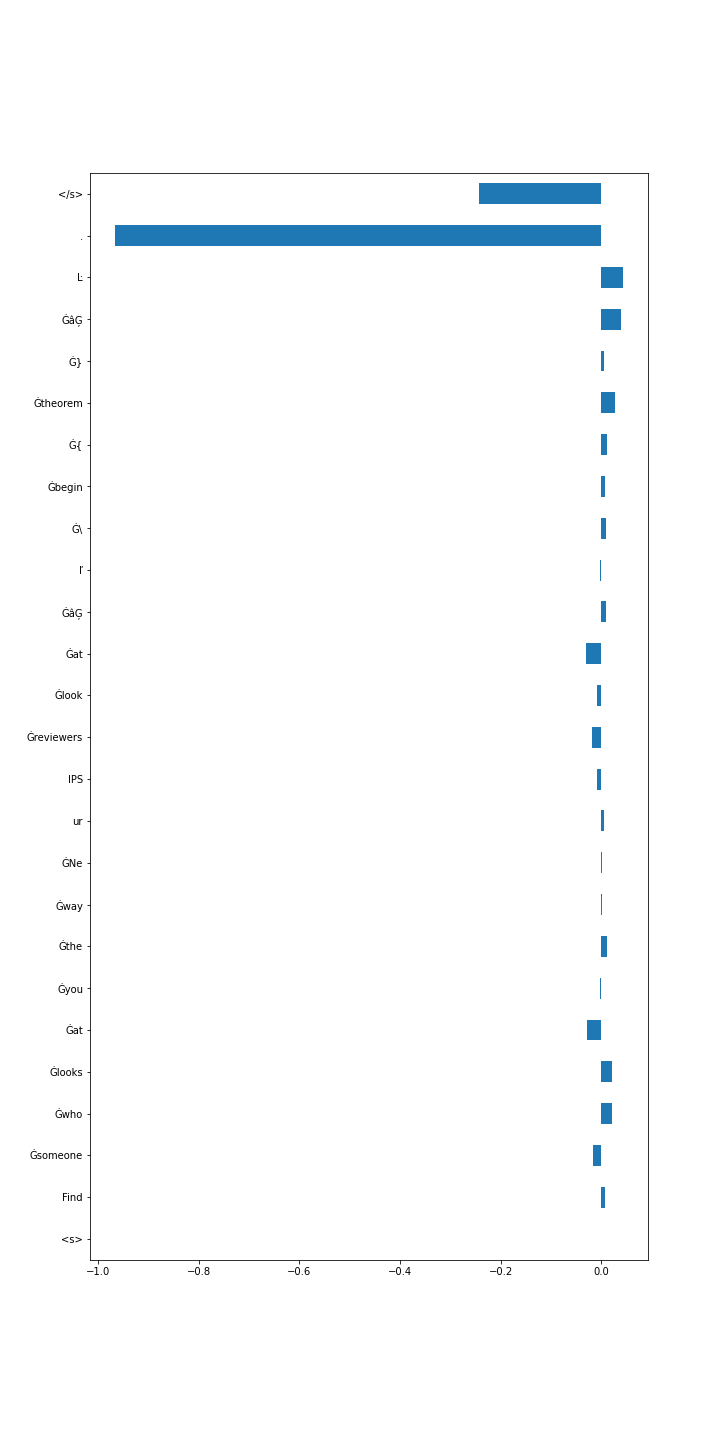 </s>
.
Ŀ
ĠâĢ
Ġ}
Ġtheorem
Ġ{
Ġbegin
Ġ\
ľ
ĠâĢ
Ġat
Ġlook
Ġreviewers
IPS
ur
ĠNe
Ġway
Ġthe
Ġyou
Ġat
Ġlooks
Ġwho
Ġsomeone
Find
<s>
−1.0 −0.8 −0.6 −0.4 −0.2 0.0